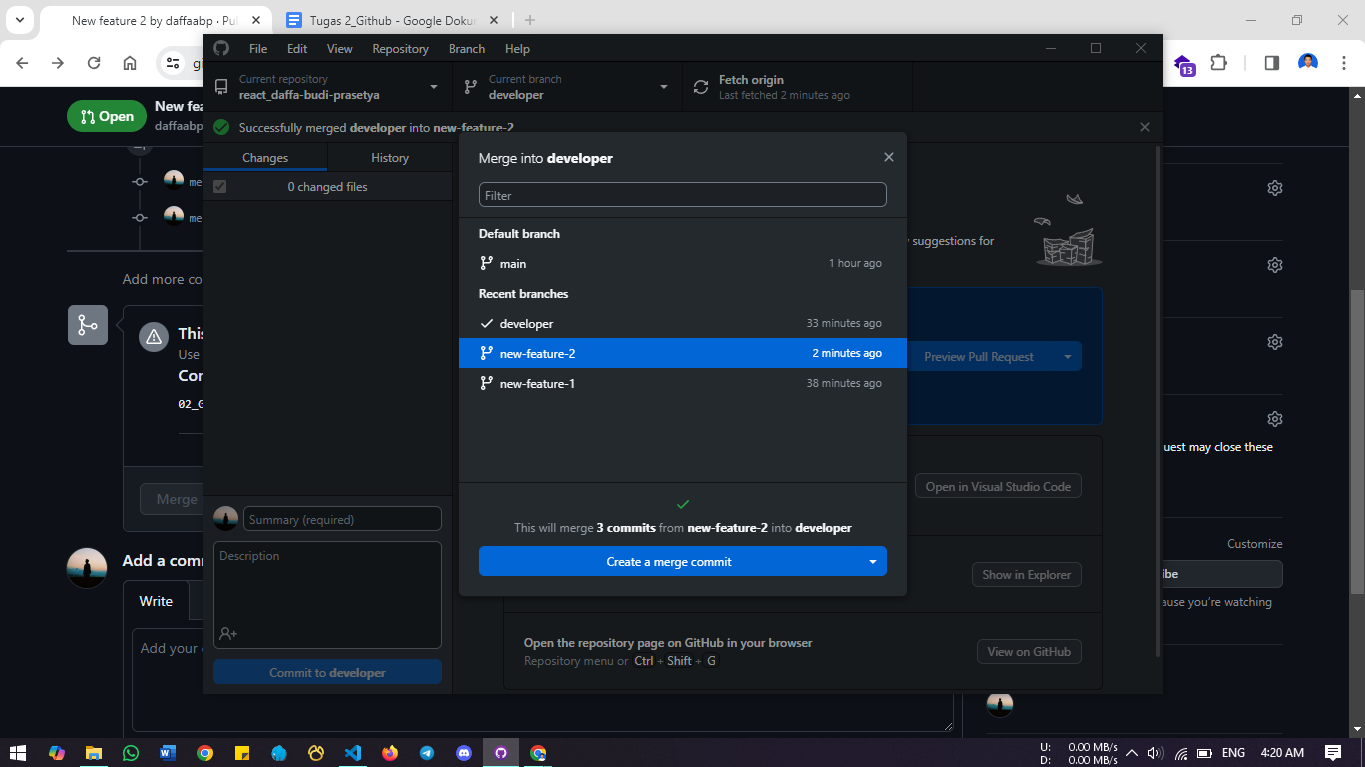 New feature 2 by daffaabp · Pu
Tugas 2_Github - Google Doku
File Edit View Repository Branch Help
13
Current repository
react_daffa-budi-prasetya
Current branch
developer
Fetch origin
Last fetched 2 minutes ago
Open
New fea
daffaabp
Successfully merged developer into new-feature-2
Changes
History
0 changed files
me
me
Merge into developer
Filter
Default branch
main
1 hour ago
Recent branches
developer
33 minutes ago
new-feature-2
2 minutes ago
new-feature-1
38 minutes ago
This will merge 3 commits from new-feature-2 into developer
Create a merge commit
suggestions for
Preview Pull Request
Add more co
This
Use
Con
02_G
Merge
Summary (required)
Description
Commit to developer
Add a com
Write
Add your
Open in Visual Studio Code
Show in Explorer
Open the repository page on GitHub in your browser
Repository menu or Ctrl + Shift + G
View on GitHub
uest may close these
Customize
ibe
ause you're watching
U: 0.00 MB/s
D: 0.00 MB/s
ENG
4:20 AM